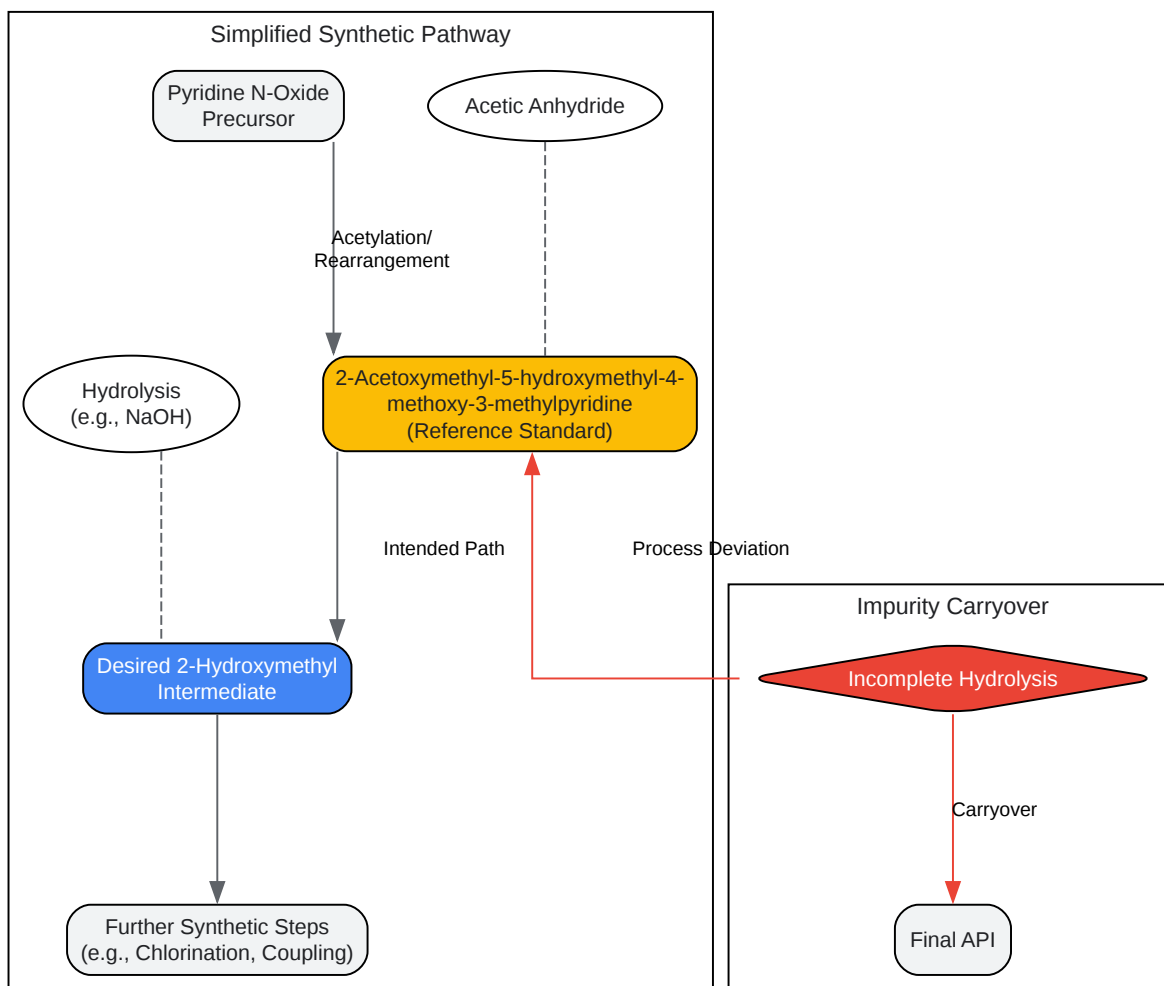 Simplified Synthetic Pathway
Pyridine N-Oxide
Precursor
Acetic Anhydride
Acetylation/
Rearrangement
Hydrolysis
(e.g., NaOH)
2-Acetoxymethyl-5-hydroxymethyl-4-
methoxy-3-methylpyridine
(Reference Standard)
Intended Path
Process Deviation
Impurity Carryover
Desired 2-Hydroxymethyl
Intermediate
Incomplete Hydrolysis
Carryover
Further Synthetic Steps
(e.g., Chlorination, Coupling)
Final API